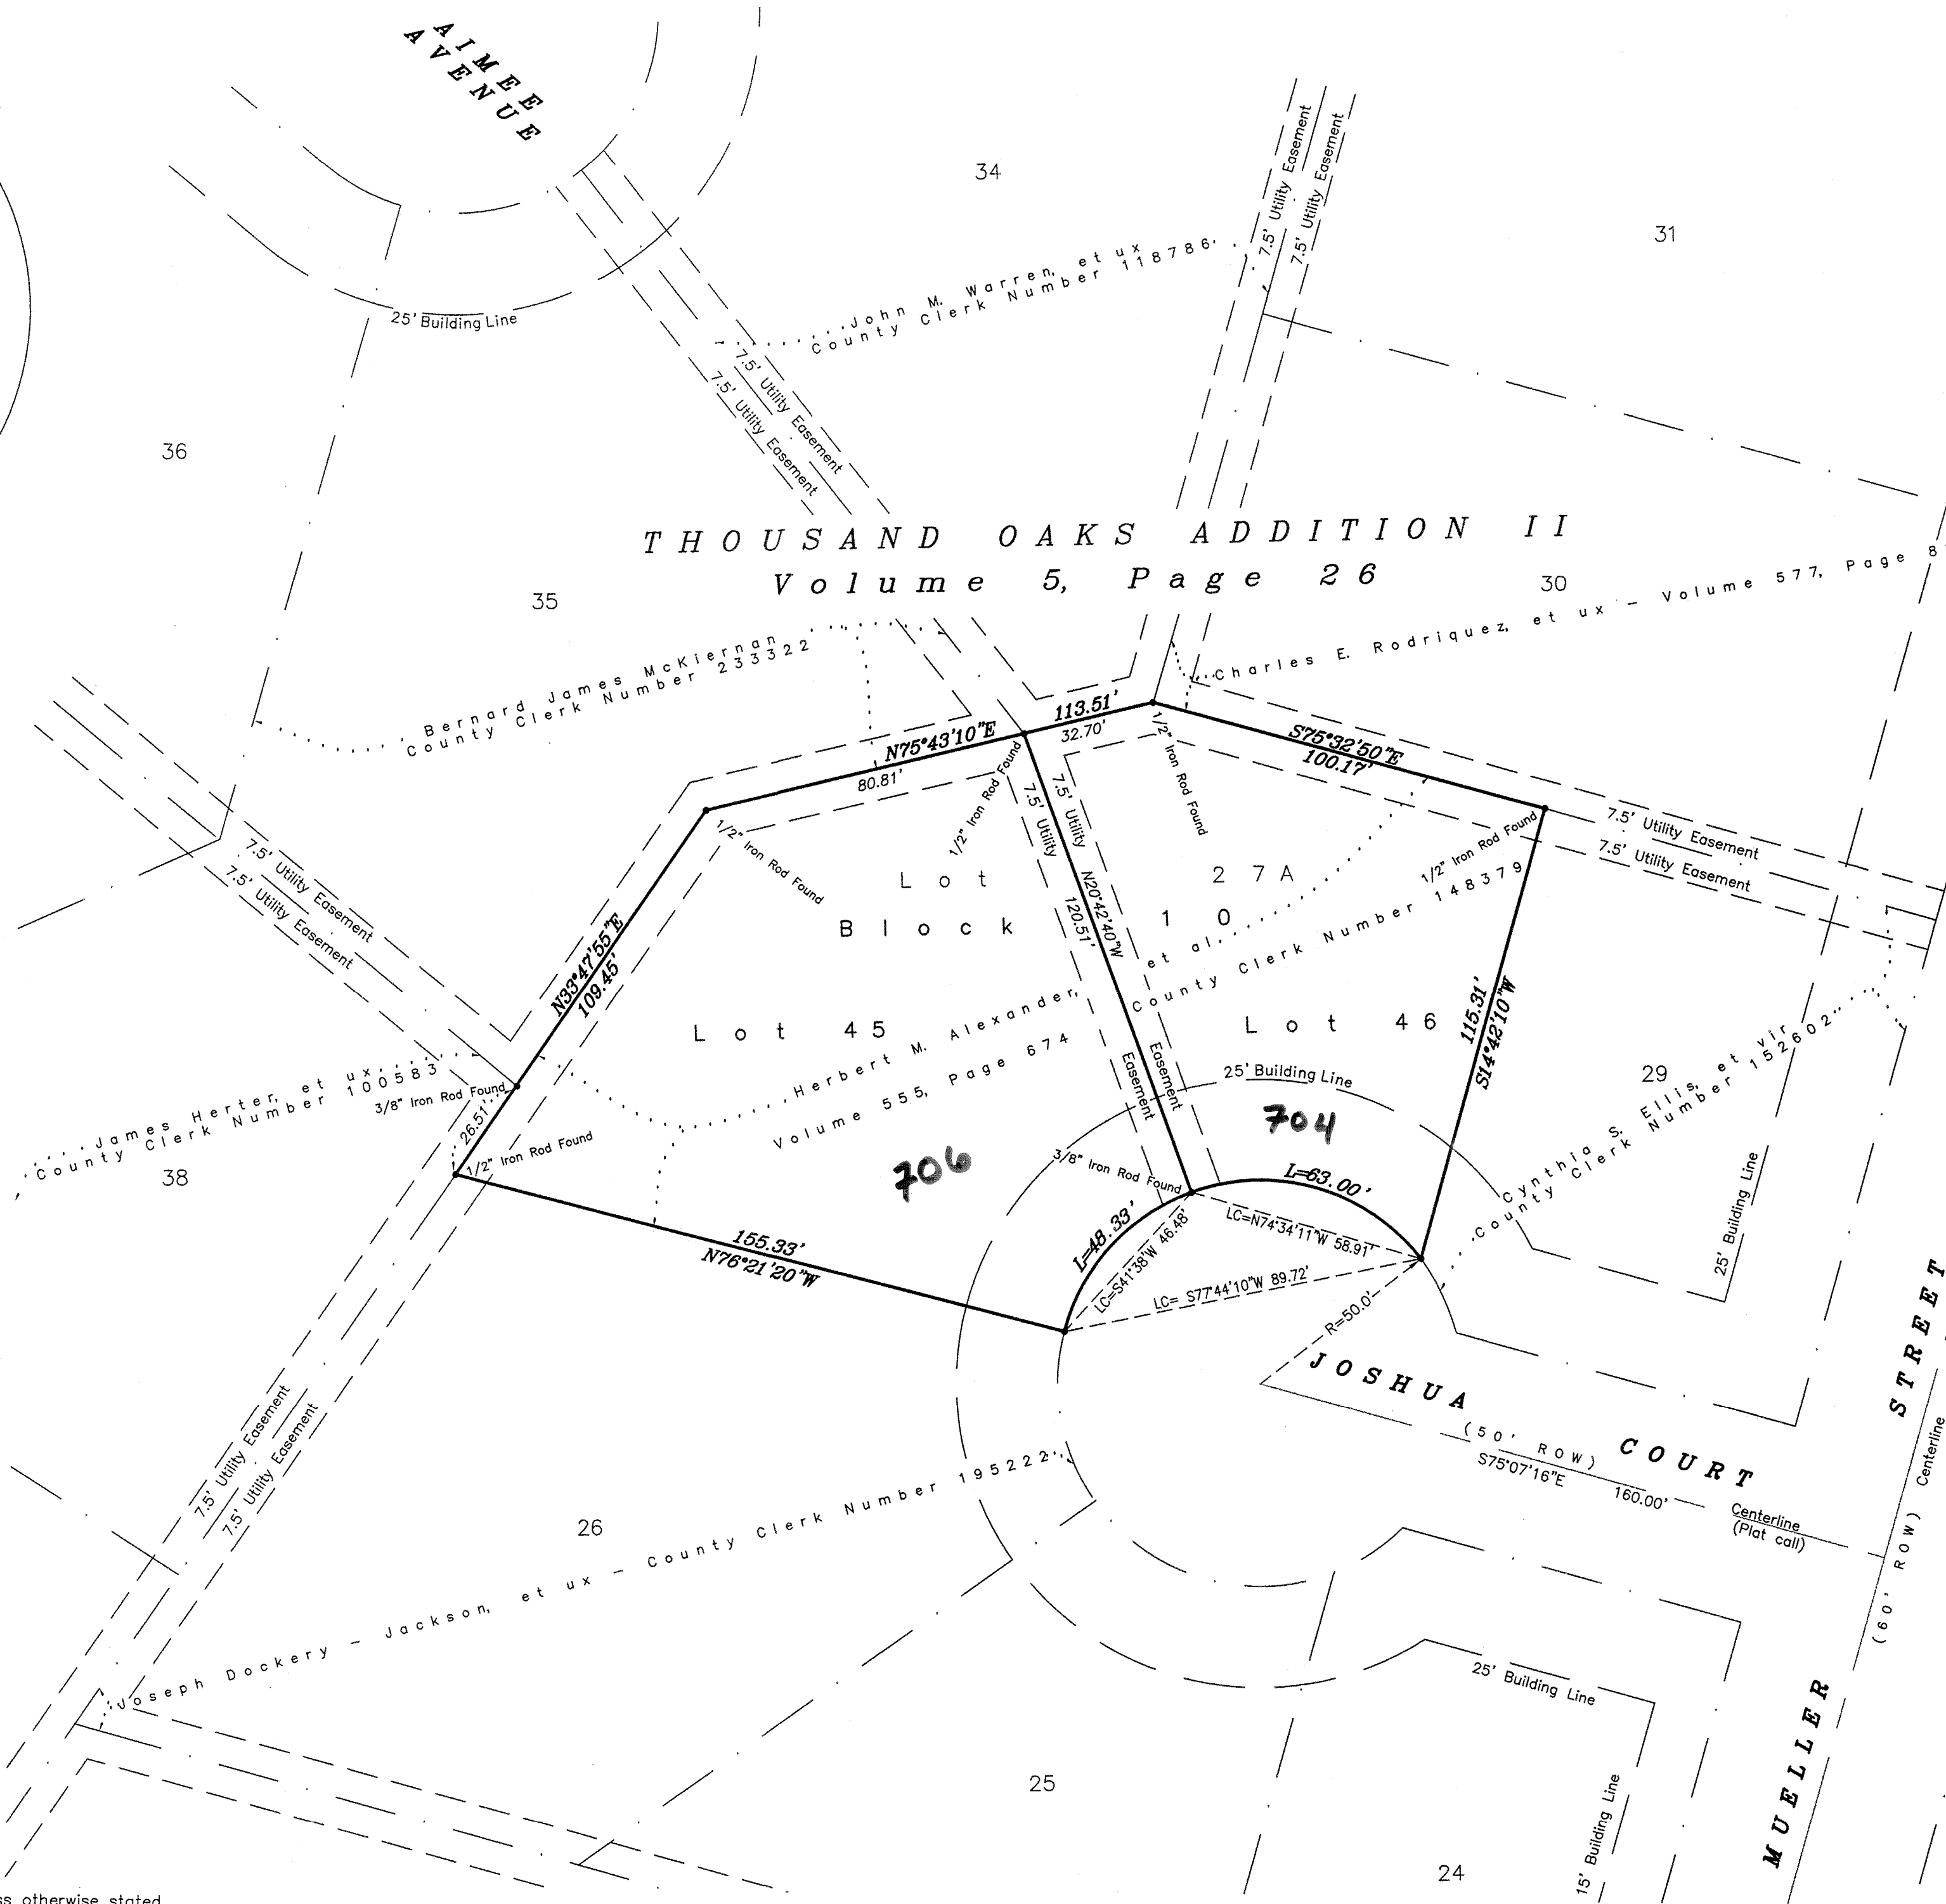 AIMEE
AVENUE
34
31
7.5' Utility Easement
7.5' Utility Easement
John M. Warren, et ux
County Clerk Number 118786
25' Building Line
7.5' Utility Easement
7.5' Utility Easement
36
THOUSAND OAKS ADDITION II
Volume 5, Page 26
35
30
Charles E. Rodriquez, et ux - Volume 577, Page 8
Bernard James McKiernan
County Clerk Number 233322
N75°43'10"E
80.81'
113.51'
32.70'
S75°32'50"E
100.17'
1/2" Iron Rod Found
1/2" Iron Rod Found
1/2" Iron Rod Found
1/2" Iron Rod Found
7.5' Utility Easement
7.5' Utility Easement
7.5' Utility Easement
7.5' Utility Easement
7.5' Utility Easement
7.5' Utility Easement
N20°42'40"W
120.51'
Lot 27A
Block 10
N33°47'55"E
109.45'
Lot 45
Lot 46
Herbert M. Alexander, et al
Volume 555, Page 674
County Clerk Number 148379
115.31'
S14°42'10"W
25' Building Line
29
Cynthia S. Ellis, et vir
County Clerk Number 152602
James Herter, et ux
County Clerk Number 100583
3/8" Iron Rod Found
26.51'
1/2" Iron Rod Found
38
706
704
3/8" Iron Rod Found
L=63.00'
L=48.33'
LC=N74°34'11"W 58.91'
LC=S41°38'W 46.48'
LC= S77°44'10"W 89.72'
R=50.0'
155.33'
N76°21'20"W
25' Building Line
JOSHUA COURT
(50' ROW)
S75°07'16"E 160.00'
Centerline
(Plat call)
MUELLER STREET
(60' ROW) Centerline
7.5' Utility Easement
7.5' Utility Easement
26
Joseph Dockery - Jackson, et ux - County Clerk Number 195222
25' Building Line
25
15' Building Line
24
ss otherwise stated